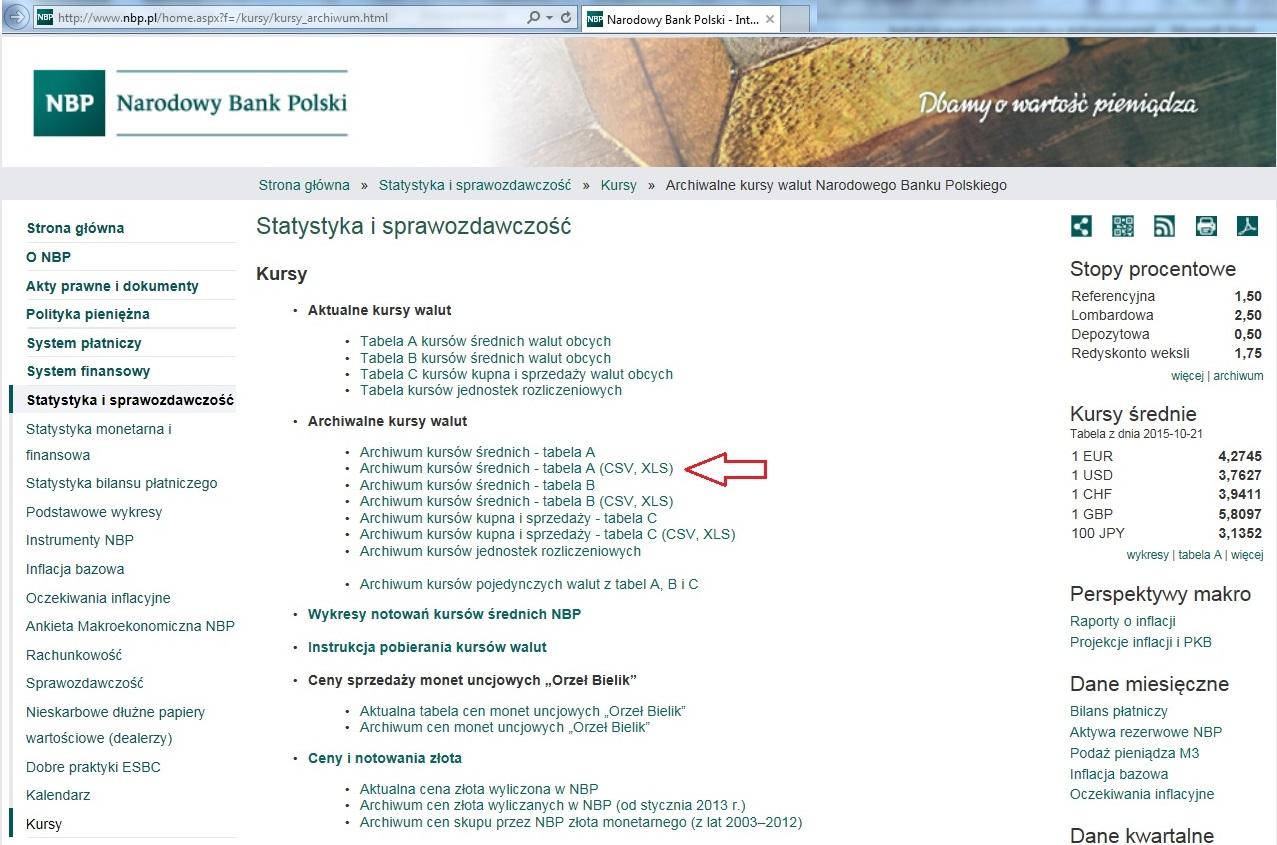 http://www.nbp.pl/home.aspx?f=/kursy/kursy_archiwum.html
NBP Narodowy Bank Polski - Int...
NBP Narodowy Bank Polski
Dbamy o wartość pieniądza
Strona główna » Statystyka i sprawozdawczość » Kursy » Archiwalne kursy walut Narodowego Banku Polskiego
Strona główna
O NBP
Akty prawne i dokumenty
Polityka pieniężna
System płatniczy
System finansowy
Statystyka i sprawozdawczość
Statystyka monetarna i
finansowa
Statystyka bilansu płatniczego
Podstawowe wykresy
Instrumenty NBP
Inflacja bazowa
Oczekiwania inflacyjne
Ankieta Makroekonomiczna NBP
Rachunkowość
Sprawozdawczość
Nieskarbowe dłużne papiery
wartościowe (dealerzy)
Dobre praktyki ESBC
Kalendarz
Kursy
Statystyka i sprawozdawczość
Kursy
• Aktualne kursy walut
• Tabela A kursów średnich walut obcych
• Tabela B kursów średnich walut obcych
• Tabela C kursów kupna i sprzedaży walut obcych
• Tabela kursów jednostek rozliczeniowych
• Archiwalne kursy walut
• Archiwum kursów średnich - tabela A
• Archiwum kursów średnich - tabela A (CSV, XLS)
• Archiwum kursów średnich - tabela B
• Archiwum kursów średnich - tabela B (CSV, XLS)
• Archiwum kursów kupna i sprzedaży - tabela C
• Archiwum kursów kupna i sprzedaży - tabela C (CSV, XLS)
• Archiwum kursów jednostek rozliczeniowych
• Archiwum kursów pojedynczych walut z tabel A, B i C
• Wykresy notowań kursów średnich NBP
• Instrukcja pobierania kursów walut
• Ceny sprzedaży monet uncjowych „Orzeł Bielik”
• Aktualna tabela cen monet uncjowych „Orzeł Bielik”
• Archiwum cen monet uncjowych „Orzeł Bielik”
• Ceny i notowania złota
• Aktualna cena złota wyliczona w NBP
• Archiwum cen złota wyliczanych w NBP (od stycznia 2013 r.)
• Archiwum cen skupu przez NBP złota monetarnego (z lat 2003–2012)
Stopy procentowe
Referencyjna 1,50
Lombardowa 2,50
Depozytowa 0,50
Redyskonto weksli 1,75
więcej | archiwum
Kursy średnie
Tabela z dnia 2015-10-21
1 EUR 4,2745
1 USD 3,7627
1 CHF 3,9411
1 GBP 5,8097
100 JPY 3,1352
wykresy | tabela A | więcej
Perspektywy makro
Raporty o inflacji
Projekcje inflacji i PKB
Dane miesięczne
Bilans płatniczy
Aktywa rezerwowe NBP
Podaż pieniądza M3
Inflacja bazowa
Oczekiwania inflacyjne
Dane kwartalne